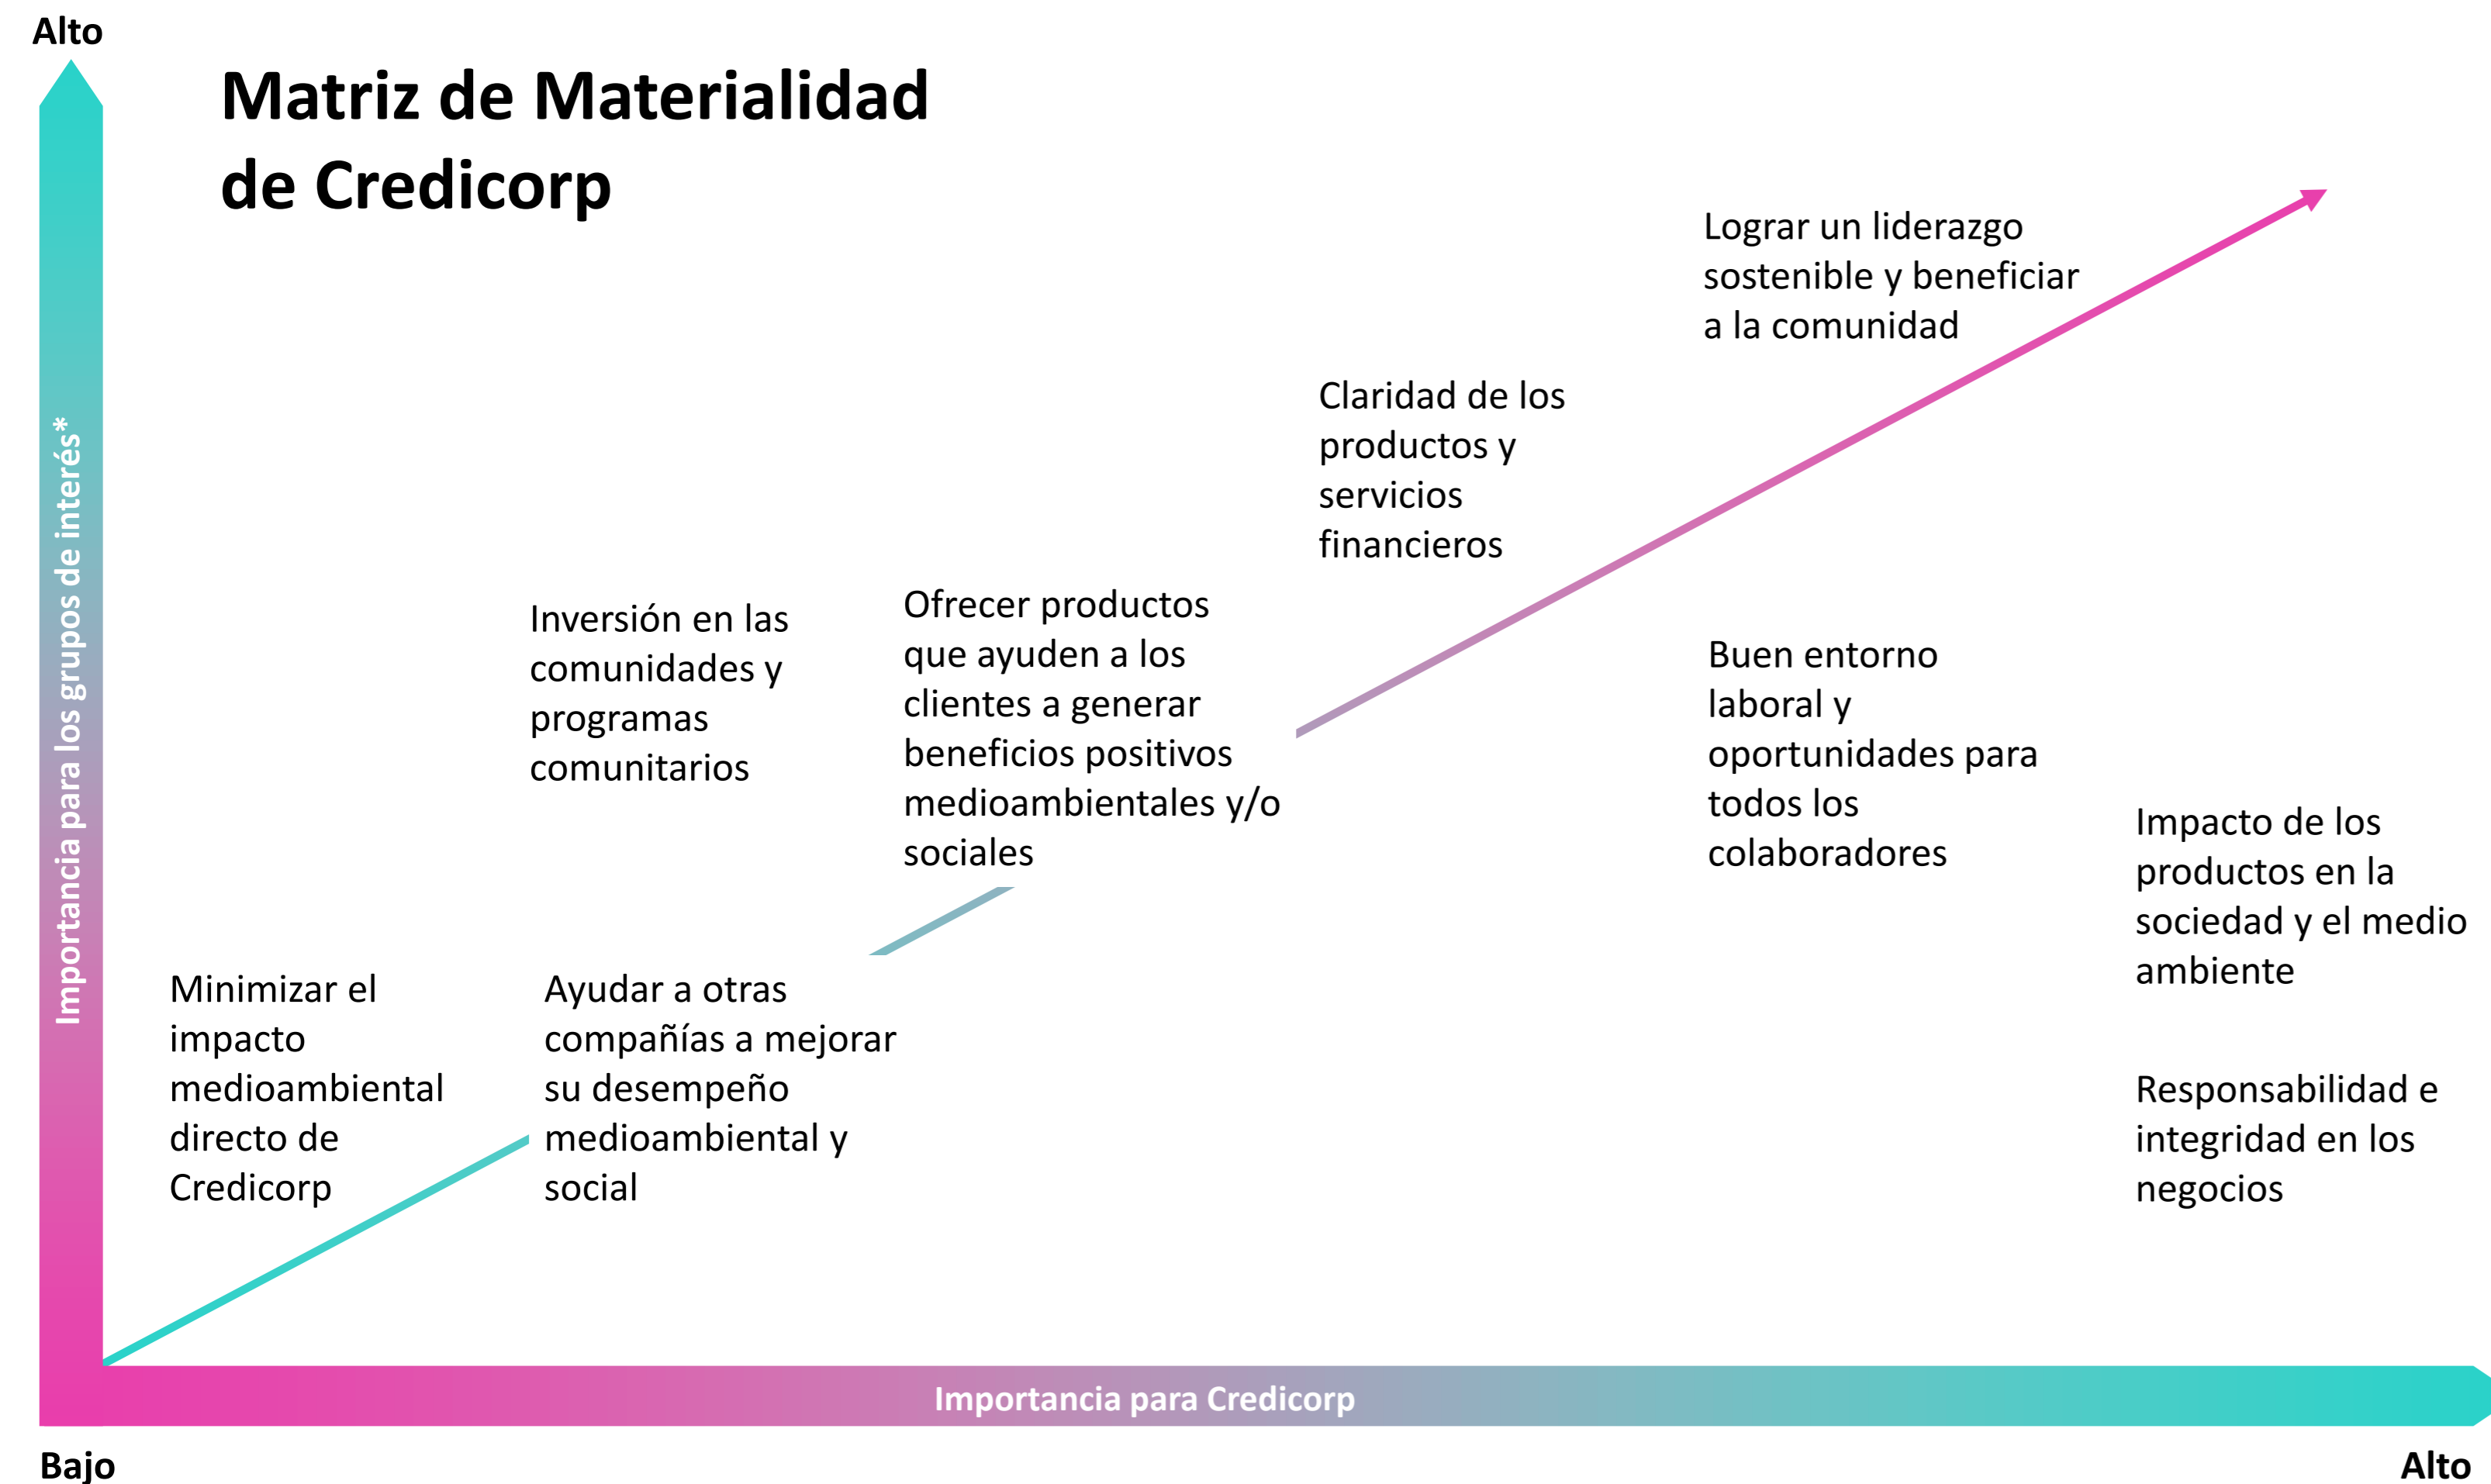 Alto
Matriz de Materialidad
de Credicorp
Importancia para los grupos de interés*
Lograr un liderazgo
sostenible y beneficiar
a la comunidad
Claridad de los
productos y
servicios
financieros
Inversión en las
comunidades y
programas
comunitarios
Ofrecer productos
que ayuden a los
clientes a generar
beneficios positivos
medioambientales y/o
sociales
Buen entorno
laboral y
oportunidades para
todos los
colaboradores
Impacto de los
productos en la
sociedad y el medio
ambiente
Minimizar el
impacto
medioambiental
directo de
Credicorp
Ayudar a otras
compañías a mejorar
su desempeño
medioambiental y
social
Responsabilidad e
integridad en los
negocios
Importancia para Credicorp
Bajo
Alto